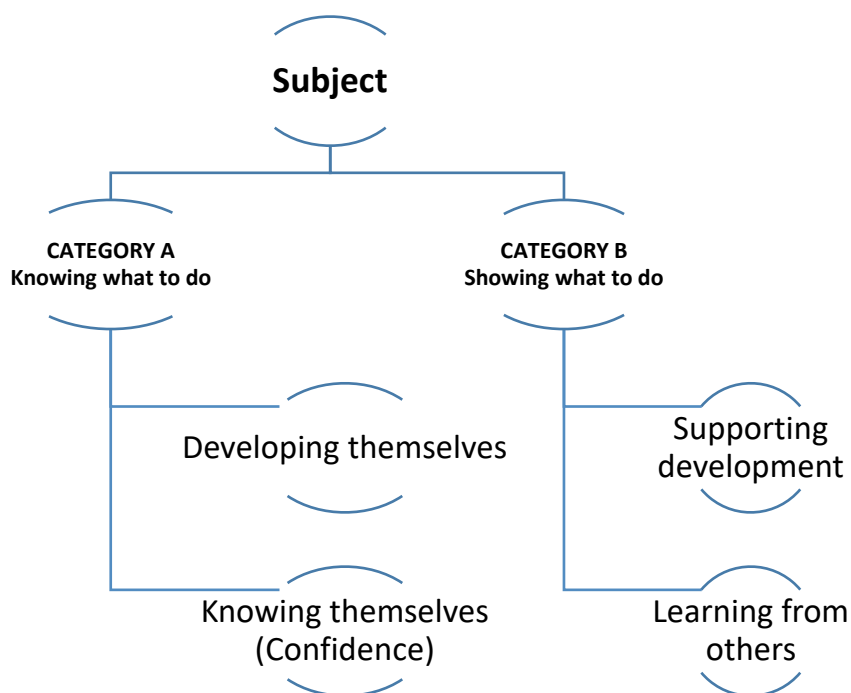 Subject
CATEGORY A
Knowing what to do
CATEGORY B
Showing what to do
Developing themselves
Supporting
development
Knowing themselves
(Confidence)
Learning from
others